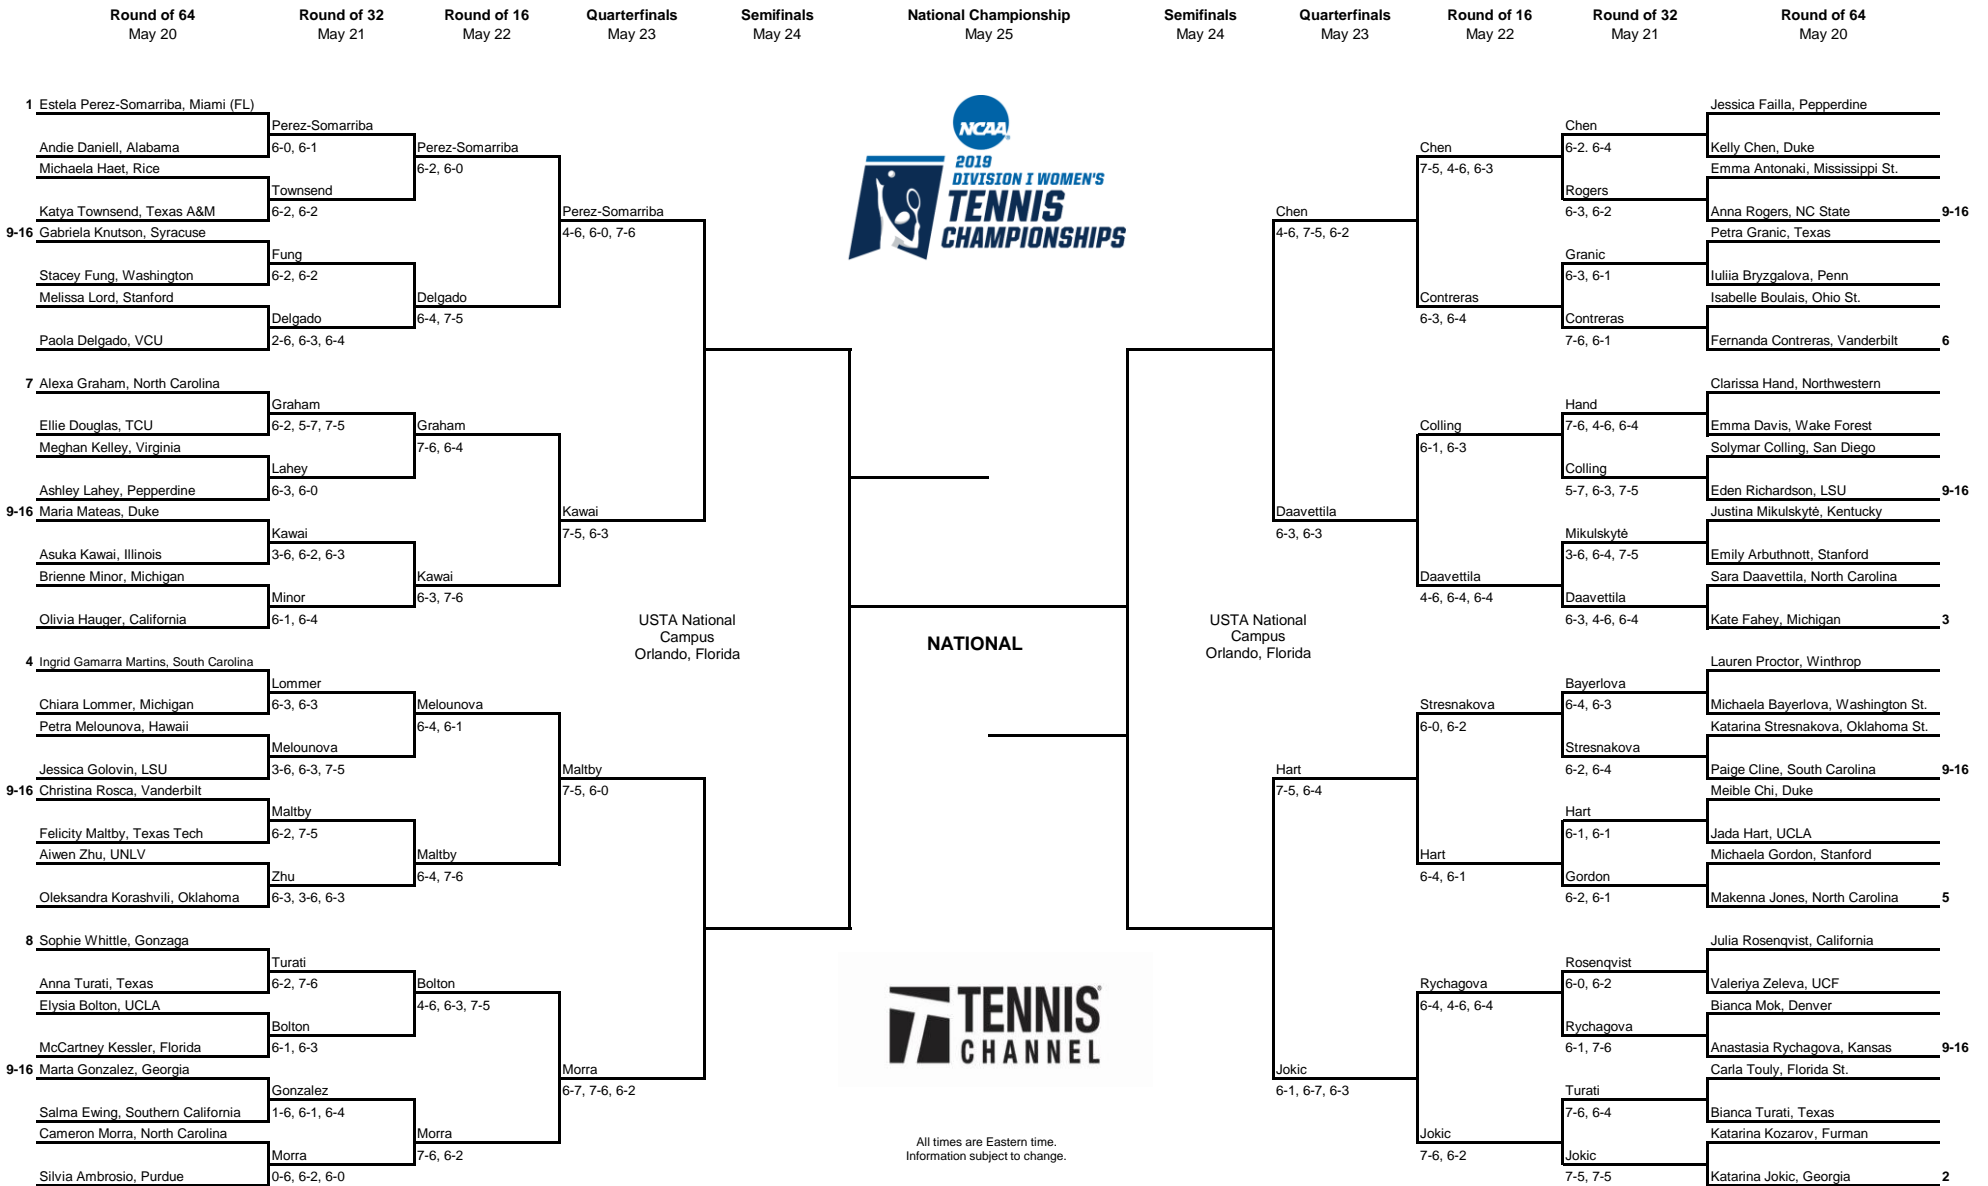 Round of 64
May 20
Round of 32
May 21
Round of 16
May 22
Quarterfinals
May 23
Semifinals
May 24
National Championship
May 25
Semifinals
May 24
Quarterfinals
May 23
Round of 16
May 22
Round of 32
May 21
Round of 64
May 20
1 Estela Perez-Somarriba, Miami (FL)
Andie Daniell, Alabama
Michaela Haet, Rice
Katya Townsend, Texas A&M
9-16 Gabriela Knutson, Syracuse
Stacey Fung, Washington
Melissa Lord, Stanford
Paola Delgado, VCU
7 Alexa Graham, North Carolina
Ellie Douglas, TCU
Meghan Kelley, Virginia
Ashley Lahey, Pepperdine
9-16 Maria Mateas, Duke
Asuka Kawai, Illinois
Brienne Minor, Michigan
Olivia Hauger, California
4 Ingrid Gamarra Martins, South Carolina
Chiara Lommer, Michigan
Petra Melounova, Hawaii
Jessica Golovin, LSU
9-16 Christina Rosca, Vanderbilt
Felicity Maltby, Texas Tech
Aiwen Zhu, UNLV
Oleksandra Korashvili, Oklahoma
8 Sophie Whittle, Gonzaga
Anna Turati, Texas
Elysia Bolton, UCLA
McCartney Kessler, Florida
9-16 Marta Gonzalez, Georgia
Salma Ewing, Southern California
Cameron Morra, North Carolina
Silvia Ambrosio, Purdue
Perez-Somarriba
6-0, 6-1
Townsend
6-2, 6-2
Fung
6-2, 6-2
Delgado
2-6, 6-3, 6-4
Graham
6-2, 5-7, 7-5
Lahey
6-3, 6-0
Kawai
3-6, 6-2, 6-3
Minor
6-1, 6-4
Lommer
6-3, 6-3
Melounova
3-6, 6-3, 7-5
Maltby
6-2, 7-5
Zhu
6-3, 3-6, 6-3
Turati
6-2, 7-6
Bolton
6-1, 6-3
Gonzalez
1-6, 6-1, 6-4
Morra
0-6, 6-2, 6-0
Perez-Somarriba
6-2, 6-0
Delgado
6-4, 7-5
Graham
7-6, 6-4
Kawai
6-3, 7-6
Melounova
6-4, 6-1
Maltby
6-4, 7-6
Bolton
4-6, 6-3, 7-5
Morra
7-6, 6-2
Perez-Somarriba
4-6, 6-0, 7-6
Kawai
7-5, 6-3
Maltby
7-5, 6-0
Morra
6-7, 7-6, 6-2
USTA National
Campus
Orlando, Florida
NCAA
2019
DIVISION I WOMEN'S
TENNIS
CHAMPIONSHIPS
NATIONAL
TENNIS
CHANNEL
All times are Eastern time.
Information subject to change.
USTA National
Campus
Orlando, Florida
Chen
4-6, 7-5, 6-2
Daavettila
6-3, 6-3
Hart
7-5, 6-4
Jokic
6-1, 6-7, 6-3
Chen
7-5, 4-6, 6-3
Contreras
6-3, 6-4
Colling
6-1, 6-3
Daavettila
4-6, 6-4, 6-4
Stresnakova
6-0, 6-2
Hart
6-4, 6-1
Rychagova
6-4, 4-6, 6-4
Jokic
7-6, 6-2
Chen
6-2. 6-4
Rogers
6-3, 6-2
Granic
6-3, 6-1
Contreras
7-6, 6-1
Hand
7-6, 4-6, 6-4
Colling
5-7, 6-3, 7-5
Mikulskytė
3-6, 6-4, 7-5
Daavettila
6-3, 4-6, 6-4
Bayerlova
6-4, 6-3
Stresnakova
6-2, 6-4
Hart
6-1, 6-1
Gordon
6-2, 6-1
Rosenqvist
6-0, 6-2
Rychagova
6-1, 7-6
Turati
7-6, 6-4
Jokic
7-5, 7-5
Jessica Failla, Pepperdine
Kelly Chen, Duke
Emma Antonaki, Mississippi St.
Anna Rogers, NC State 9-16
Petra Granic, Texas
Iuliia Bryzgalova, Penn
Isabelle Boulais, Ohio St.
Fernanda Contreras, Vanderbilt 6
Clarissa Hand, Northwestern
Emma Davis, Wake Forest
Solymar Colling, San Diego
Eden Richardson, LSU 9-16
Justina Mikulskytė, Kentucky
Emily Arbuthnott, Stanford
Sara Daavettila, North Carolina
Kate Fahey, Michigan 3
Lauren Proctor, Winthrop
Michaela Bayerlova, Washington St.
Katarina Stresnakova, Oklahoma St.
Paige Cline, South Carolina 9-16
Meible Chi, Duke
Jada Hart, UCLA
Michaela Gordon, Stanford
Makenna Jones, North Carolina 5
Julia Rosenqvist, California
Valeriya Zeleva, UCF
Bianca Mok, Denver
Anastasia Rychagova, Kansas 9-16
Carla Touly, Florida St.
Bianca Turati, Texas
Katarina Kozarov, Furman
Katarina Jokic, Georgia 2